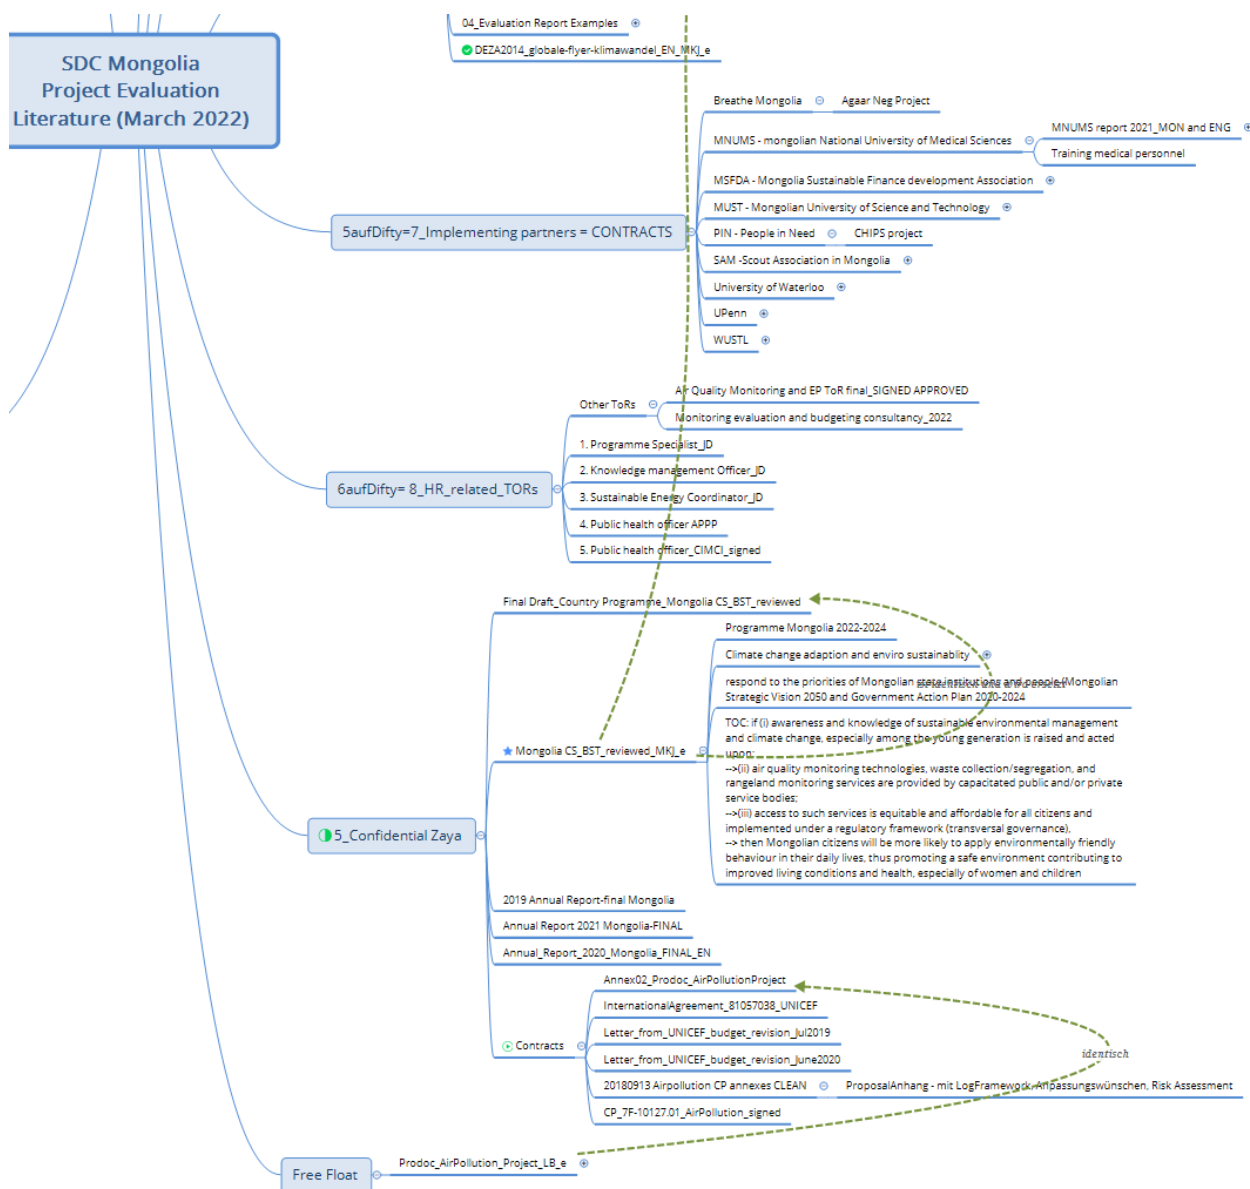 04_Evaluation Report Examples
DEZA2014_globale-flyer-klimawandel_EN_MKJ_e
SDC Mongolia
Project Evaluation
Literature (March 2022)
5aufDifty=7_Implementing partners = CONTRACTS
Breathe Mongolia
Agaar Neg Project
MNUMS - mongolian National University of Medical Sciences
MNUMS report 2021_MON and ENG
Training medical personnel
MSFDA - Mongolia Sustainable Finance development Association
MUST - Mongolian University of Science and Technology
PIN - People in Need
CHIPS project
SAM -Scout Association in Mongolia
University of Waterloo
UPenn
WUSTL
6aufDifty= 8_HR_related_TORs
Other ToRs
Air Quality Monitoring and EP ToR final_SIGNED APPROVED
Monitoring evaluation and budgeting consultancy_2022
1. Programme Specialist_JD
2. Knowledge management Officer_JD
3. Sustainable Energy Coordinator_JD
4. Public health officer APPP
5. Public health officer_CIMCI_signed
5_Confidential Zaya
Final Draft_Country Programme_Mongolia CS_BST_reviewed
Mongolia CS_BST_reviewed_MKJ_e
Programme Mongolia 2022-2024
Climate change adaption and enviro sustainablity
respond to the priorities of Mongolian state institutions and people (Mongolian
Strategic Vision 2050 and Government Action Plan 2020-2024
TOC: if (i) awareness and knowledge of sustainable environmental management
and climate change, especially among the young generation is raised and acted
upon;
-->(ii) air quality monitoring technologies, waste collection/segregation, and
rangeland monitoring services are provided by capacitated public and/or private
service bodies;
-->(iii) access to such services is equitable and affordable for all citizens and
implemented under a regulatory framework (transversal governance),
--> then Mongolian citizens will be more likely to apply environmentally friendly
behaviour in their daily lives, thus promoting a safe environment contributing to
improved living conditions and health, especially of women and children
2019 Annual Report-final Mongolia
Annual Report 2021 Mongolia-FINAL
Annual_Report_2020_Mongolia_FINAL_EN
Contracts
Annex02_Prodoc_AirPollutionProject
InternationalAgreement_81057038_UNICEF
Letter_from_UNICEF_budget_revision_Jul2019
Letter_from_UNICEF_budget_revision_June2020
20180913 Airpollution CP annexes CLEAN
ProposalAnhang - mit LogFramework, Anpassungswünschen, Risk Assessment
CP_7F-10127.01_AirPollution_signed
identisch
Free Float
Prodoc_AirPollution_Project_LB_e